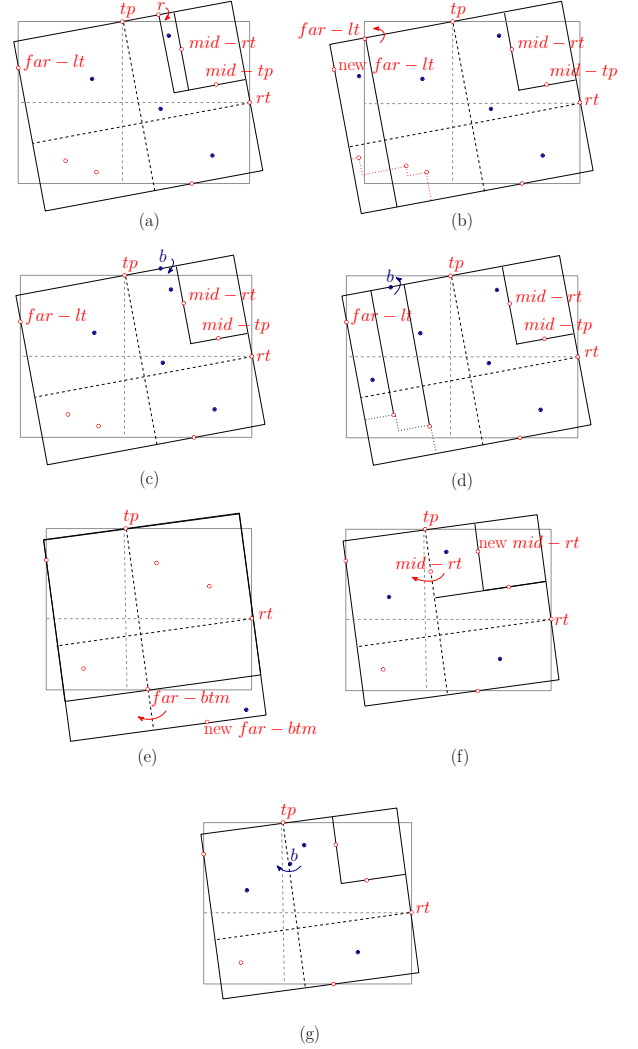 tp r
mid − rt
far − lt
mid − tp
rt
(a)
far − lt tp
mid − rt
new far − lt
mid − tp
rt
(b)
tp b
mid − rt
far − lt
mid − tp
rt
(c)
b tp
mid − rt
far − lt
mid − tp
rt
(d)
tp
rt
far − btm
new far − btm
(e)
tp
new mid − rt
mid − rt
rt
(f)
tp
b
rt
(g)